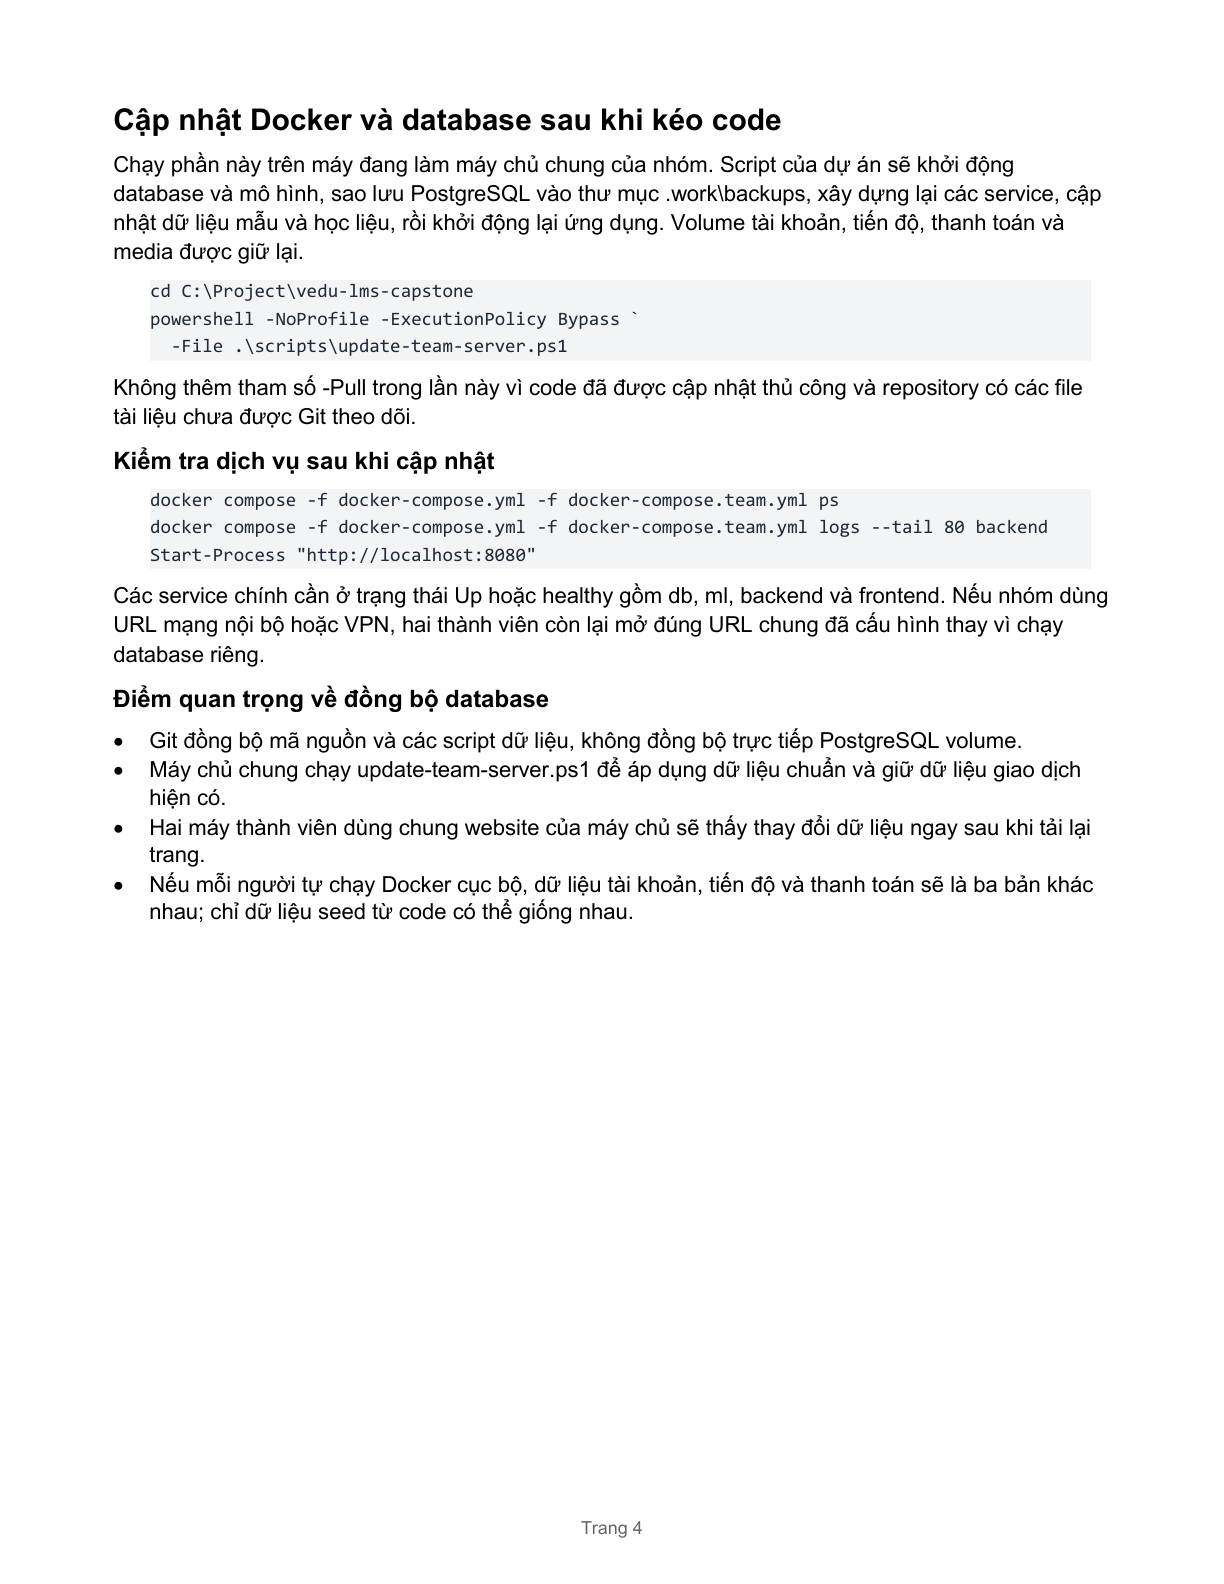 Cập nhật Docker và database sau khi kéo code
Chạy phần này trên máy đang làm máy chủ chung của nhóm. Script của dự án sẽ khởi động
database và mô hình, sao lưu PostgreSQL vào thư mục .work\backups, xây dựng lại các service, cập
nhật dữ liệu mẫu và học liệu, rồi khởi động lại ứng dụng. Volume tài khoản, tiến độ, thanh toán và
media được giữ lại.
cd C:\Project\vedu-lms-capstone
powershell -NoProfile -ExecutionPolicy Bypass `
  -File .\scripts\update-team-server.ps1
Không thêm tham số -Pull trong lần này vì code đã được cập nhật thủ công và repository có các file
tài liệu chưa được Git theo dõi.
Kiểm tra dịch vụ sau khi cập nhật
docker compose -f docker-compose.yml -f docker-compose.team.yml ps
docker compose -f docker-compose.yml -f docker-compose.team.yml logs --tail 80 backend
Start-Process "http://localhost:8080"
Các service chính cần ở trạng thái Up hoặc healthy gồm db, ml, backend và frontend. Nếu nhóm dùng
URL mạng nội bộ hoặc VPN, hai thành viên còn lại mở đúng URL chung đã cấu hình thay vì chạy
database riêng.
Điểm quan trọng về đồng bộ database
• Git đồng bộ mã nguồn và các script dữ liệu, không đồng bộ trực tiếp PostgreSQL volume.
• Máy chủ chung chạy update-team-server.ps1 để áp dụng dữ liệu chuẩn và giữ dữ liệu giao dịch
hiện có.
• Hai máy thành viên dùng chung website của máy chủ sẽ thấy thay đổi dữ liệu ngay sau khi tải lại
trang.
• Nếu mỗi người tự chạy Docker cục bộ, dữ liệu tài khoản, tiến độ và thanh toán sẽ là ba bản khác
nhau; chỉ dữ liệu seed từ code có thể giống nhau.
Trang 4